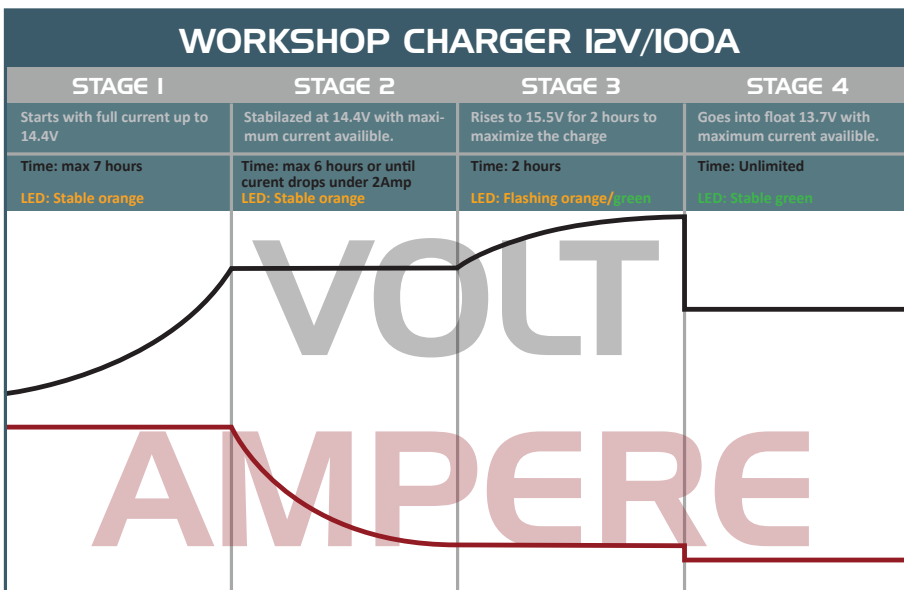 WORKSHOP CHARGER 12V/100A
STAGE 1
STAGE 2
STAGE 3
STAGE 4
Starts with full current up to
14.4V
Stabilazed at 14.4V with maxi-
mum current availible.
Rises to 15.5V for 2 hours to
maximize the charge
Goes into float 13.7V with
maximum current available.
Time: max 7 hours
LED: Stable orange
Time: max 6 hours or until
curent drops under 2Amp
LED: Stable orange
Time: 2 hours
LED: Flashing orange/green
Time: Unlimited
LED: Stable green
VOLT
AMPERE